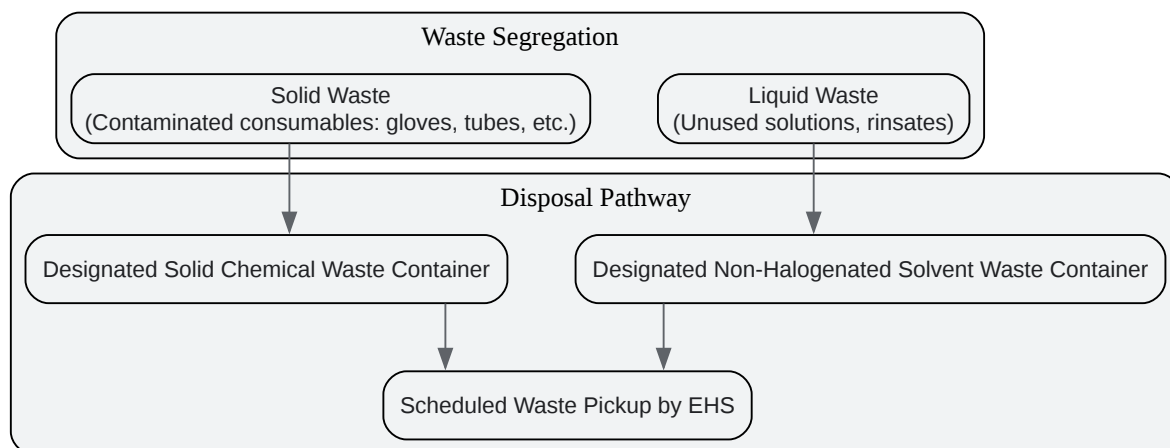 Waste Segregation
Solid Waste
(Contaminated consumables: gloves, tubes, etc.)
Liquid Waste
(Unused solutions, rinsates)
Disposal Pathway
Designated Solid Chemical Waste Container
Designated Non-Halogenated Solvent Waste Container
Scheduled Waste Pickup by EHS